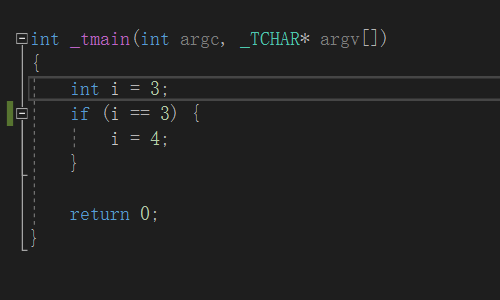 int _tmain(int argc, _TCHAR* argv[])
{
    int i = 3;
    if (i == 3) {
        i = 4;
    }
    return 0;
}